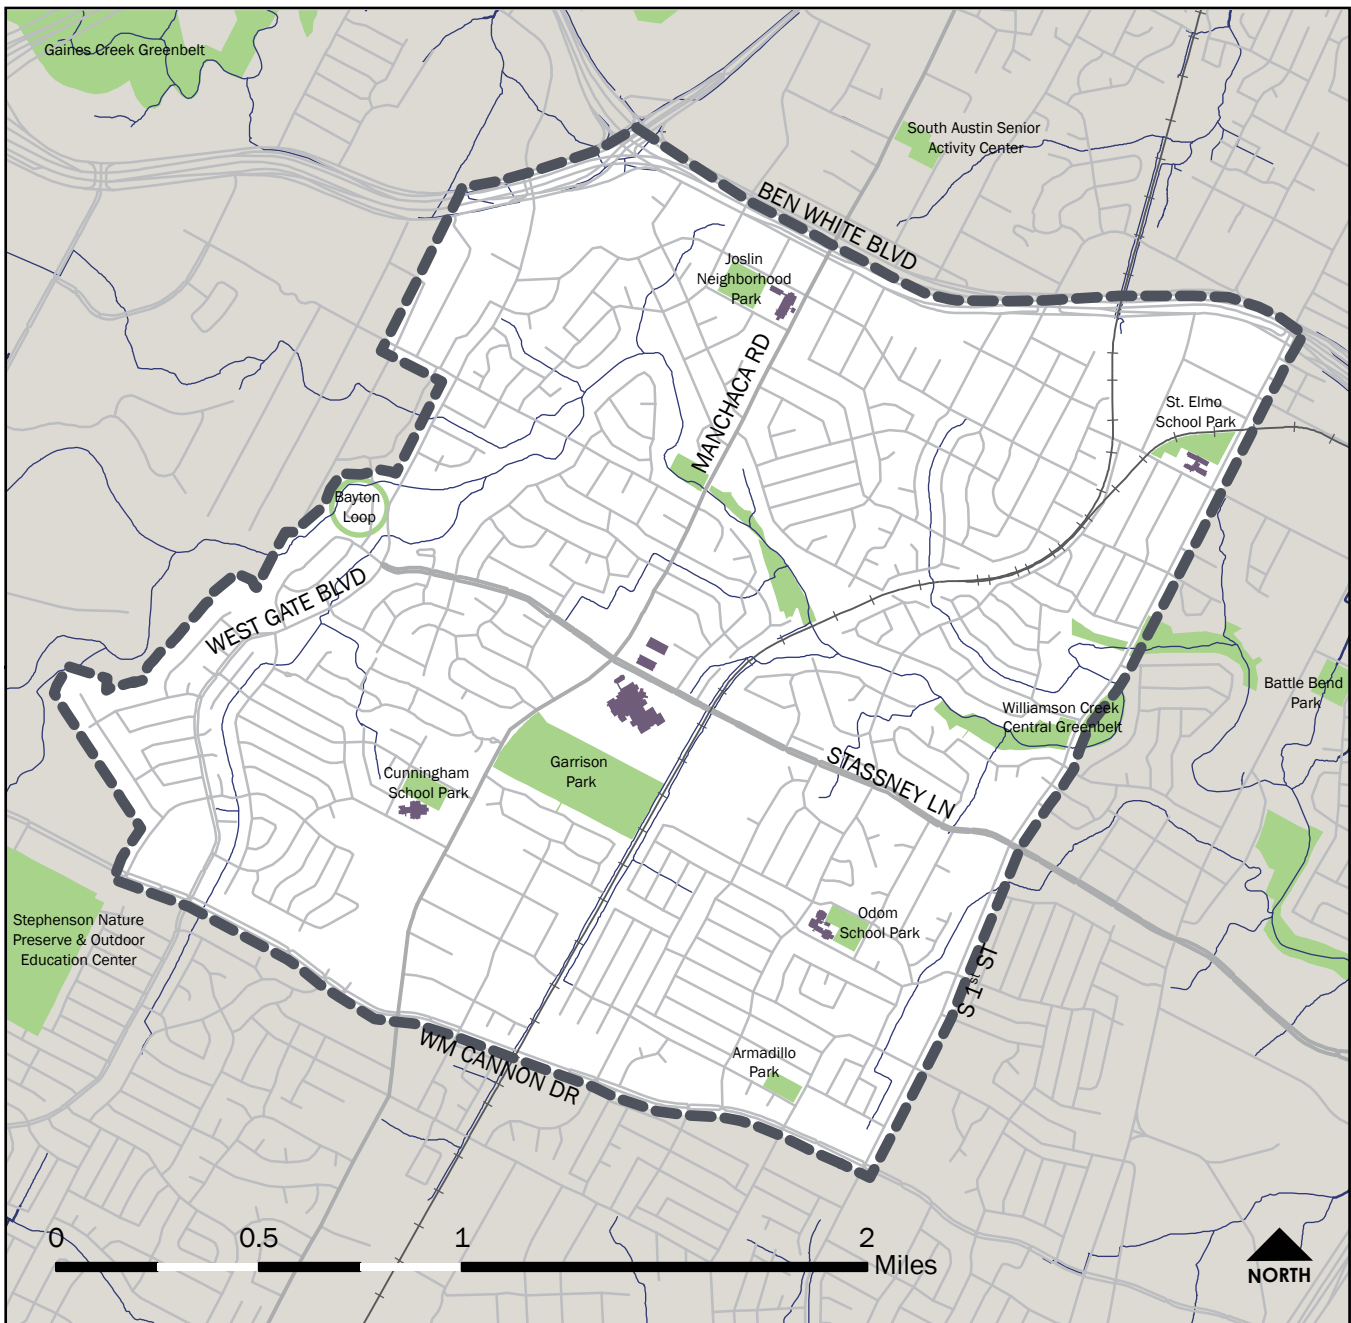 Gaines Creek Greenbelt
South Austin Senior
Activity Center
BEN WHITE BLVD
Joslin
Neighborhood
Park
MANCHACA RD
St. Elmo
School Park
Bayton
Loop
WEST GATE BLVD
Battle Bend
Park
Williamson Creek
Central Greenbelt
Garrison
Park
Cunningham
School Park
STASSNEY LN
Stephenson Nature
Preserve & Outdoor
Education Center
Odom
School Park
S 1st ST
Armadillo
Park
WM CANNON DR
0 0.5 1 2
Miles
NORTH